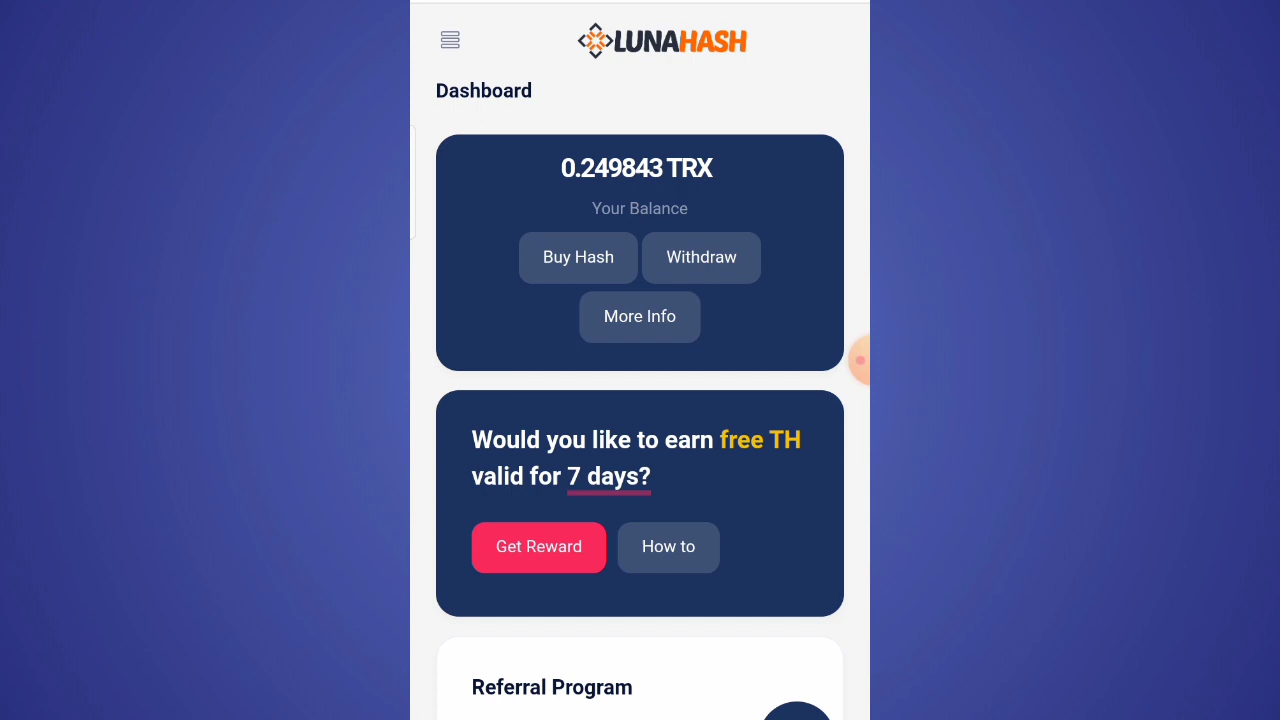 LUNAHASH
Dashboard
0.249843 TRX
Your Balance
Buy Hash
Withdraw
More Info
Would you like to earn free TH
valid for 7 days?
Get Reward
How to
Referral Program